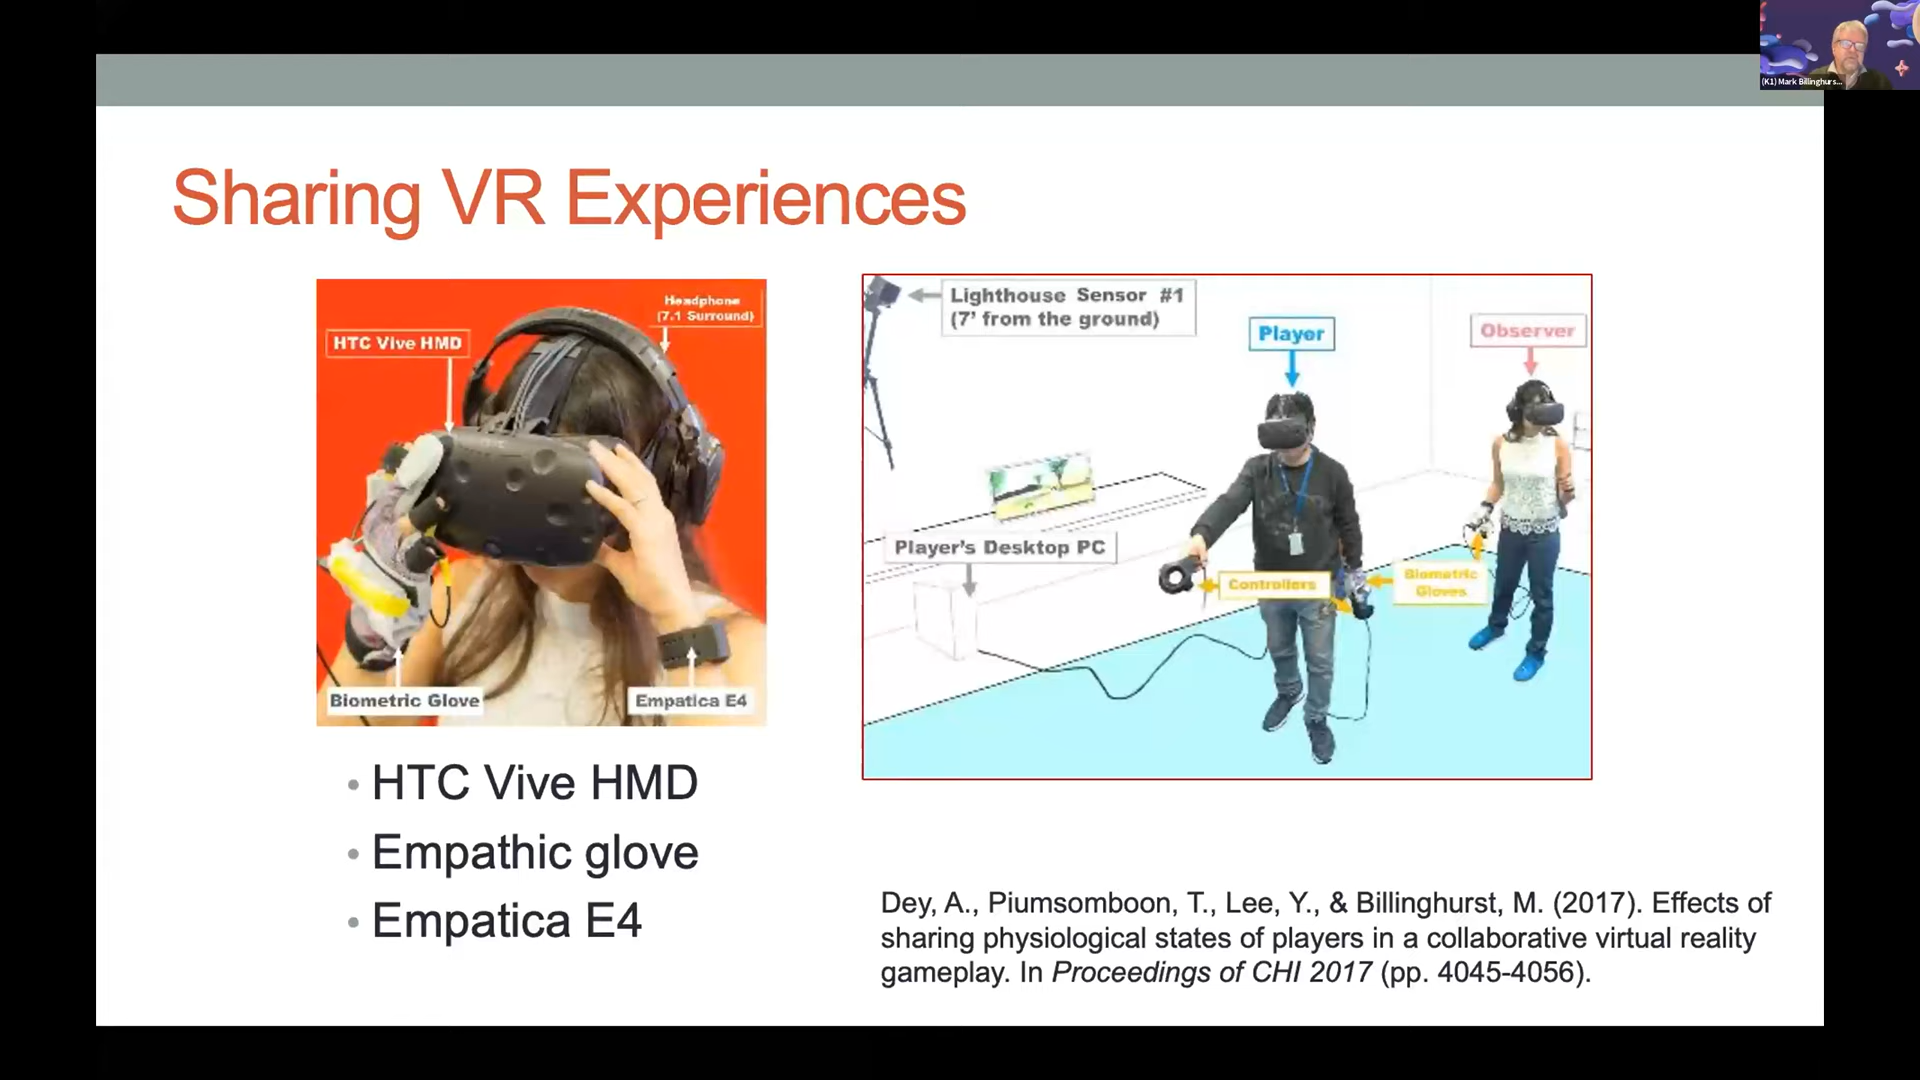 (K1) Mark Billinghurs...
Sharing VR Experiences
Headphone
(7.1 Surround)
HTC Vive HMD
Biometric Glove
Empatica E4
Lighthouse Sensor #1
(7' from the ground)
Player
Observer
Player's Desktop PC
Controllers
Biometric
Gloves
• HTC Vive HMD
• Empathic glove
• Empatica E4
Dey, A., Piumsomboon, T., Lee, Y., & Billinghurst, M. (2017). Effects of
sharing physiological states of players in a collaborative virtual reality
gameplay. In Proceedings of CHI 2017 (pp. 4045-4056).